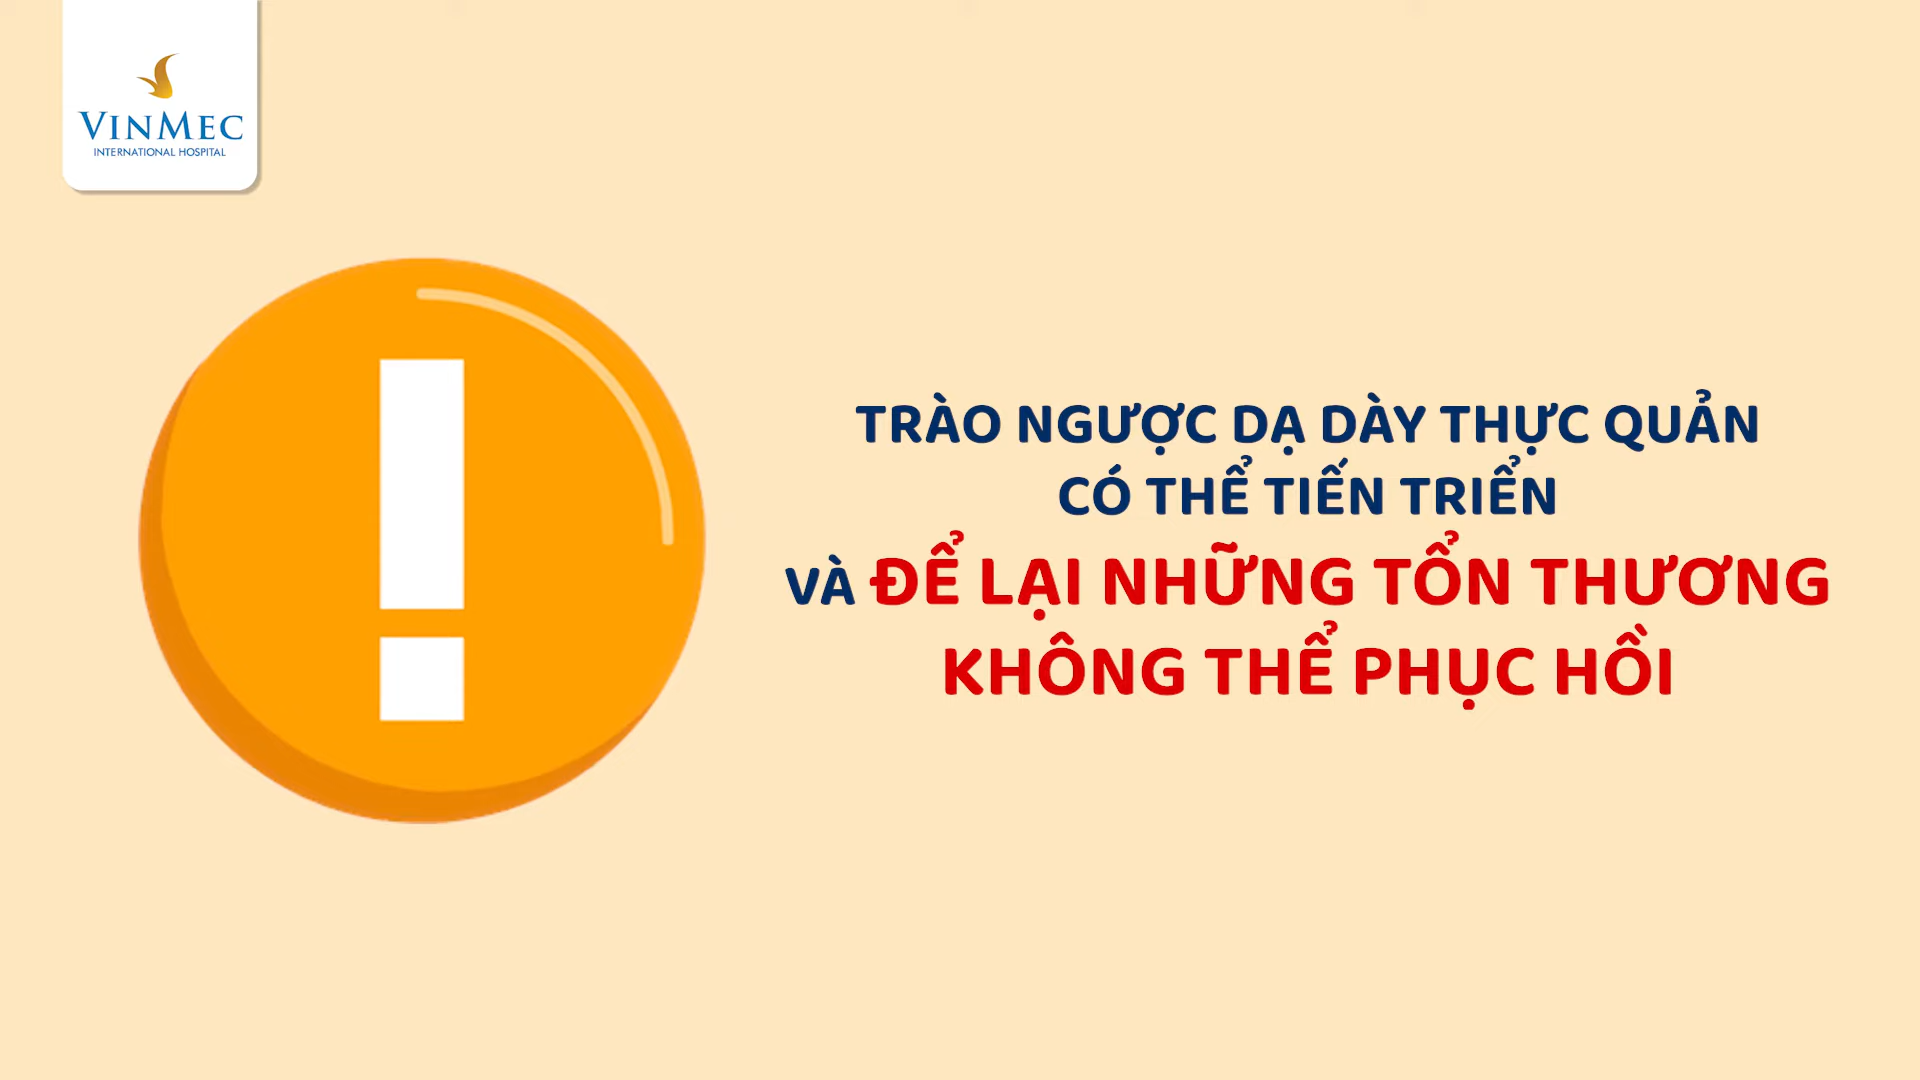 VINMEC
INTERNATIONAL HOSPITAL
TRÀO NGƯỢC DẠ DÀY THỰC QUẢN
CÓ THỂ TIẾN TRIỂN
VÀ ĐỂ LẠI NHỮNG TỔN THƯƠNG
KHÔNG THỂ PHỤC HỒI